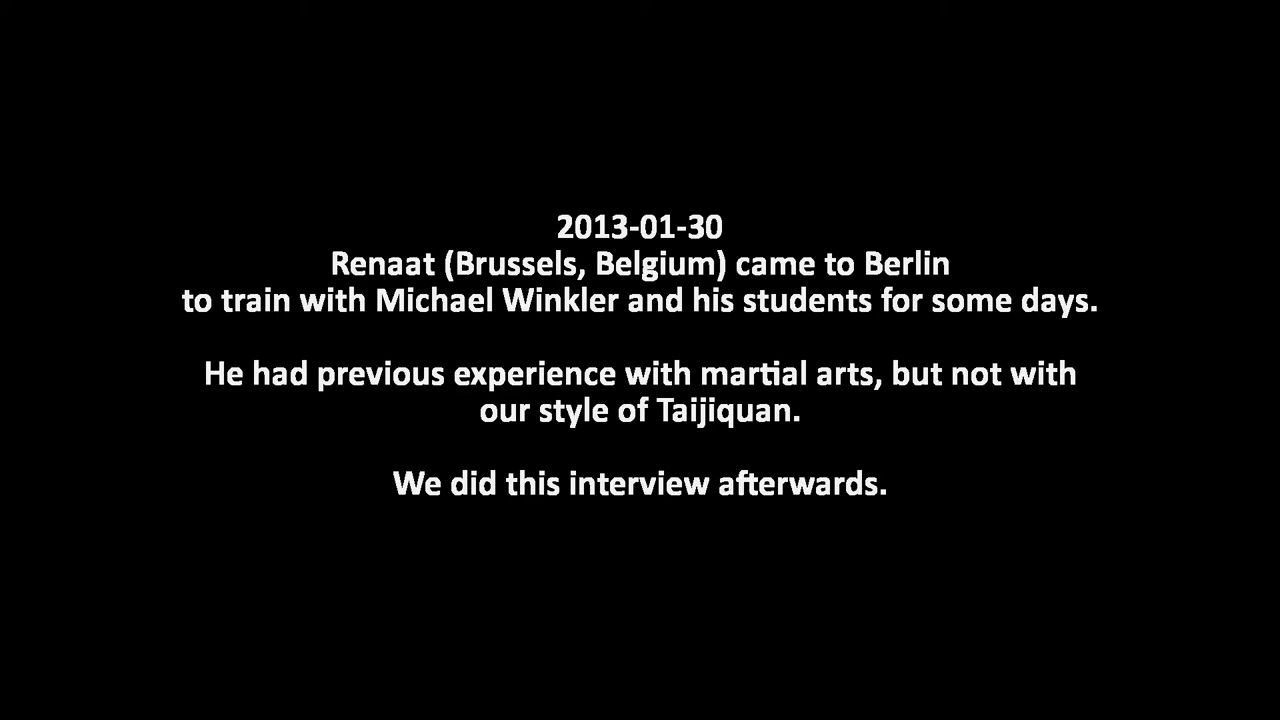 2013-01-30
Renaat (Brussels, Belgium) came to Berlin
to train with Michael Winkler and his students for some days.
He had previous experience with martial arts, but not with
our style of Taijiquan.
We did this interview afterwards.